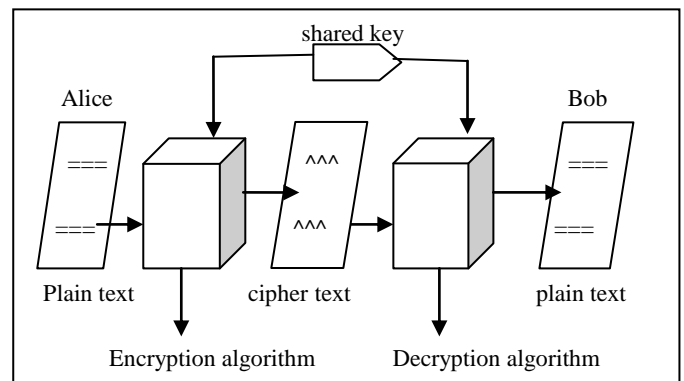 shared key
Alice
Bob
===
^^^
===
===
^^^
===
Plain text
cipher text
plain text
Encryption algorithm
Decryption algorithm